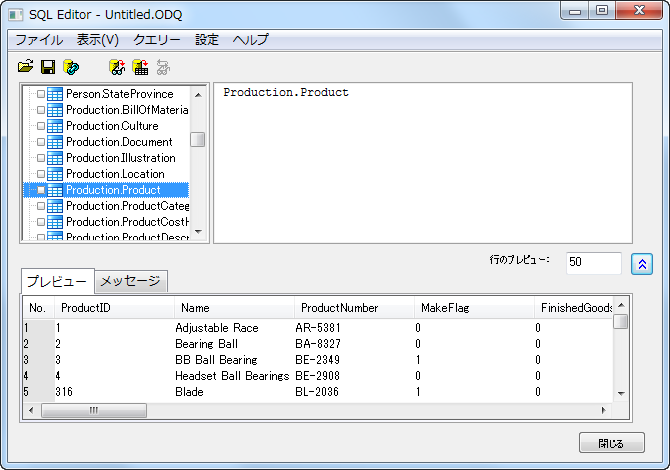 SQL Editor - Untitled.ODQ
ファイル 表示(V) クエリー 設定 ヘルプ
Person.StateProvince
Production.BillOfMateria
Production.Culture
Production.Document
Production.Illustration
Production.Location
Production.Product
Production.ProductCateg
Production.ProductCostH
Production.ProductDescr
Production.Product
行のプレビュー: 50
プレビュー メッセージ
No. ProductID Name ProductNumber MakeFlag FinishedGoods
1 1 Adjustable Race AR-5381 0 0
2 2 Bearing Ball BA-8327 0 0
3 3 BB Ball Bearing BE-2349 1 0
4 4 Headset Ball Bearings BE-2908 0 0
5 316 Blade BL-2036 1 0
閉じる